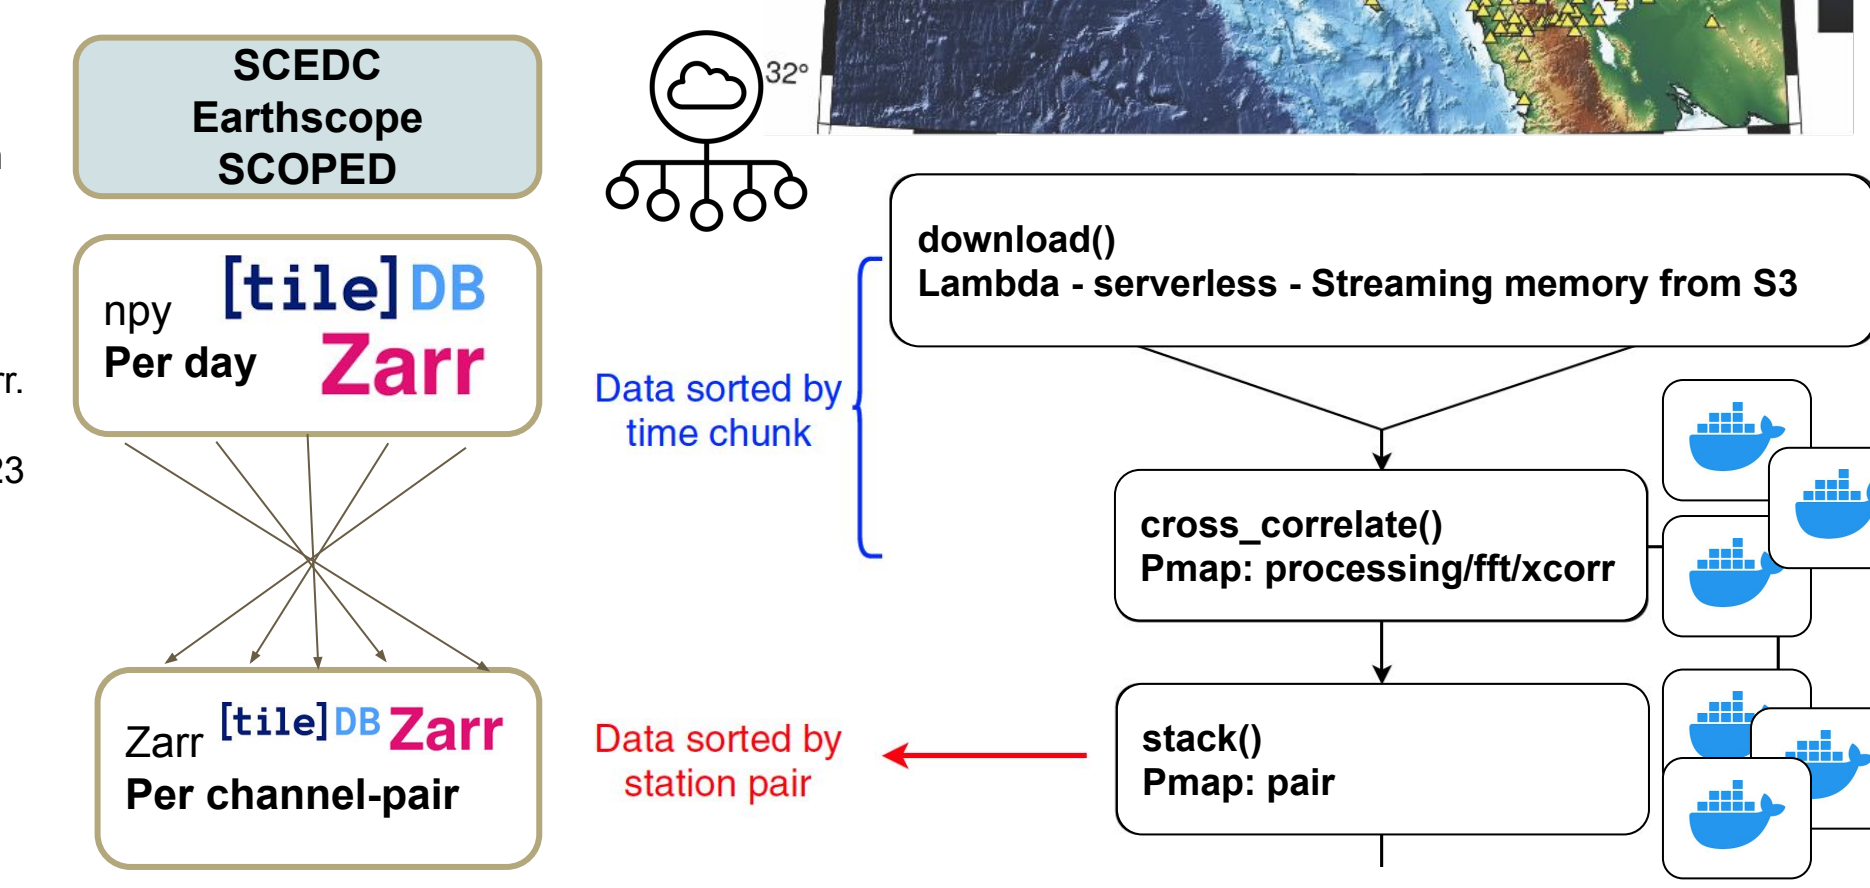 SCEDC
Earthscope
SCOPED
32°
npy
[tile]DB
Per day
Zarr
rr.
23
Data sorted by
time chunk
download()
Lambda - serverless - Streaming memory from S3
cross_correlate()
Pmap: processing/fft/xcorr
Zarr [tile]DB Zarr
Per channel-pair
Data sorted by
station pair
stack()
Pmap: pair